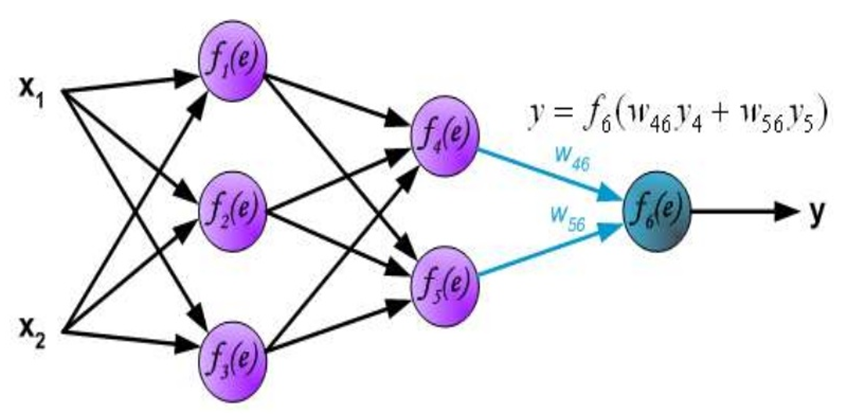 x₁
x₂
f₁(e)
f₂(e)
f₃(e)
f₄(e)
f₅(e)
y = f₆(w₄₆y₄ + w₅₆y₅)
w₄₆
w₅₆
f₆(e)
y